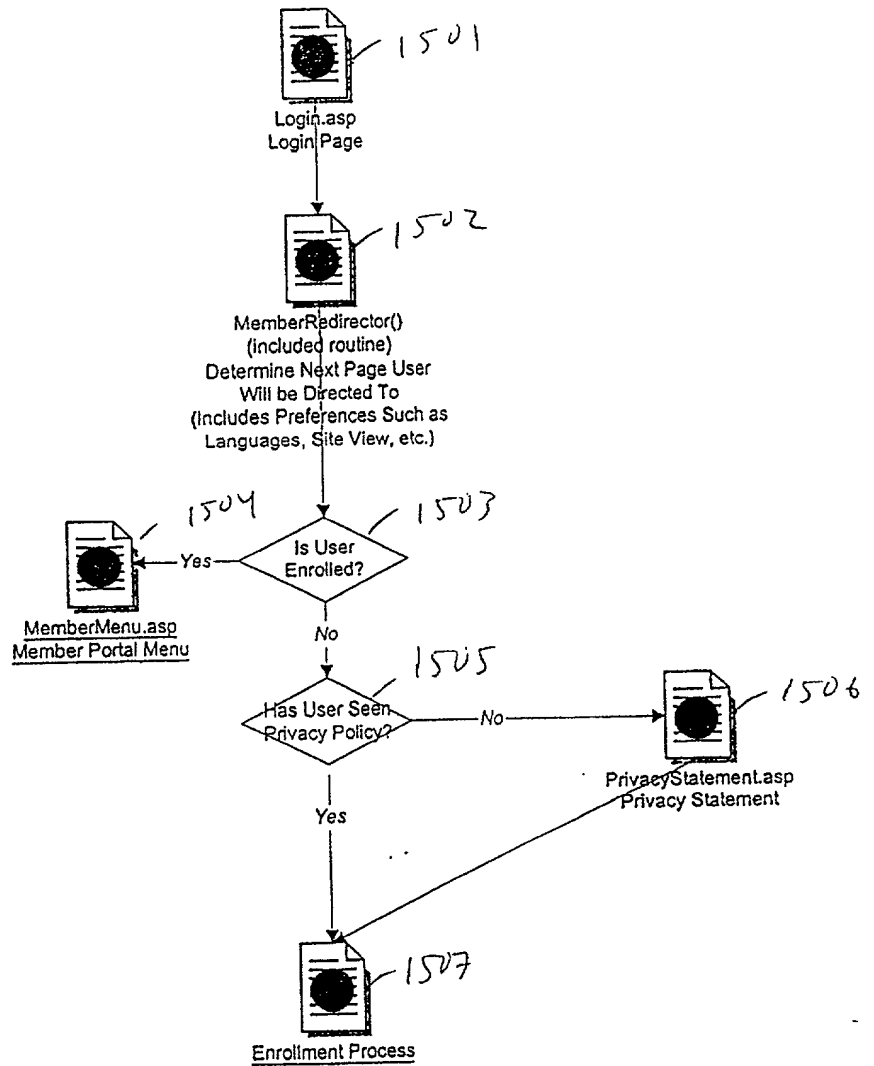 1501
Login.asp
Login Page
1502
MemberRedirector()
(included routine)
Determine Next Page User
Will be Directed To
(Includes Preferences Such as
Languages, Site View, etc.)
1504
1503
Is User
Enrolled?
Yes
MemberMenu.asp
Member Portal Menu
No
1505
1506
Has User Seen
Privacy Policy?
No
PrivacyStatement.asp
Privacy Statement
Yes
1507
Enrollment Process